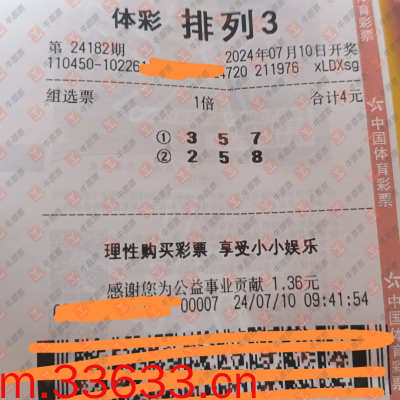 体彩 排列3
第 24182期 2024年07月10日开奖
110450-10226 4720 211976 xLDXsg
组选票 1倍 合计4元
① 3 5 7
② 2 5 8
理性购买彩票 享受小小娱乐
感谢您为公益事业贡献 1.36元
00007 24/07/10 09:41:54
中国体育彩票
m.33633.cn